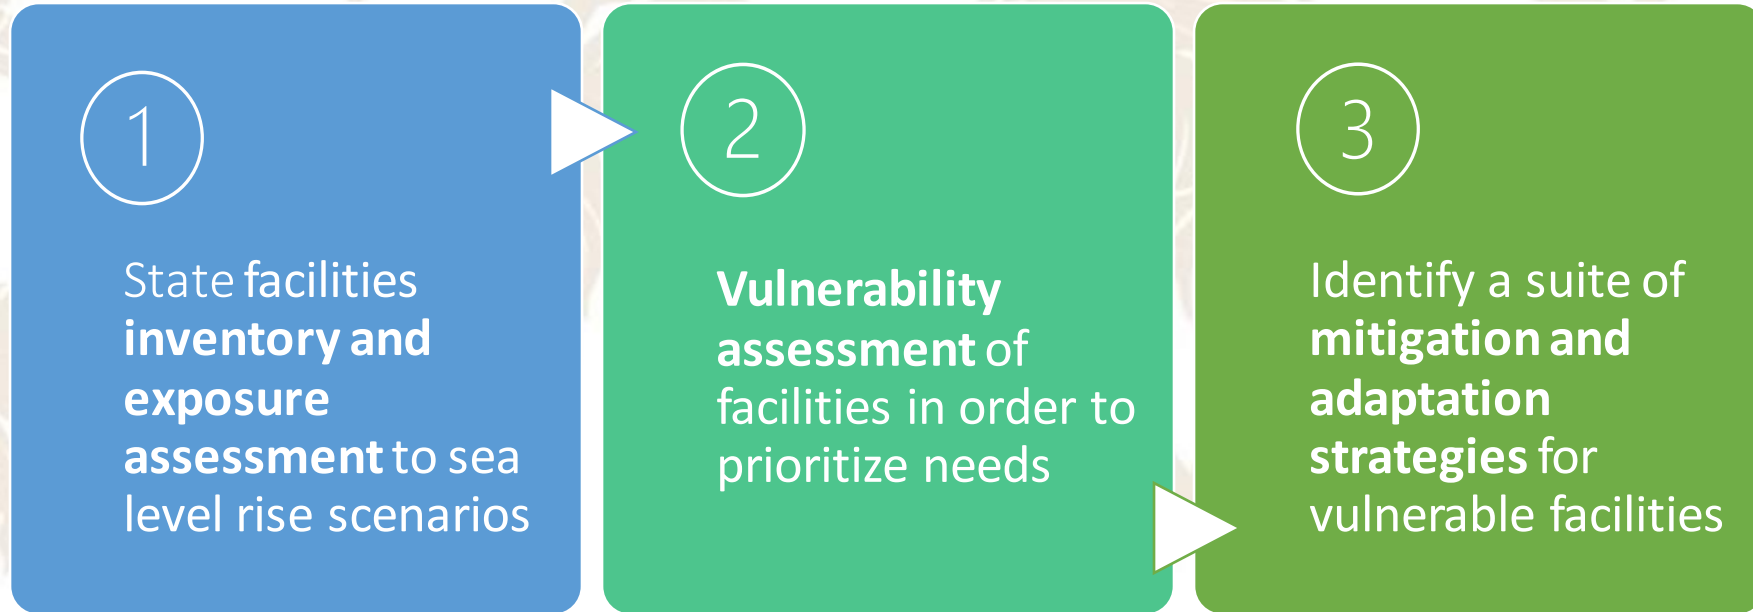 1
State facilities
inventory and
exposure
assessment to sea
level rise scenarios
2
Vulnerability
assessment of
facilities in order to
prioritize needs
3
Identify a suite of
mitigation and
adaptation
strategies for
vulnerable facilities